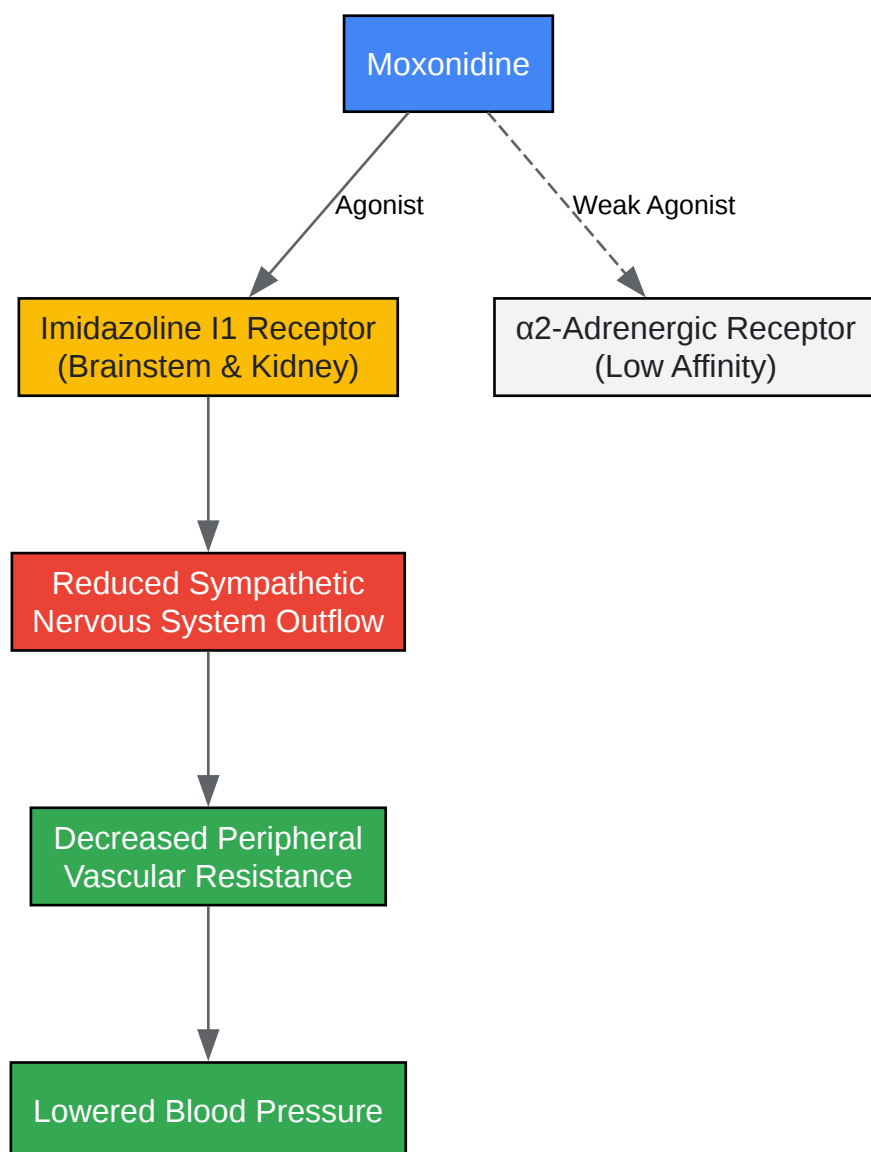 Moxonidine
Agonist
Weak Agonist
Imidazoline I1 Receptor
(Brainstem & Kidney)
α2-Adrenergic Receptor
(Low Affinity)
Reduced Sympathetic
Nervous System Outflow
Decreased Peripheral
Vascular Resistance
Lowered Blood Pressure